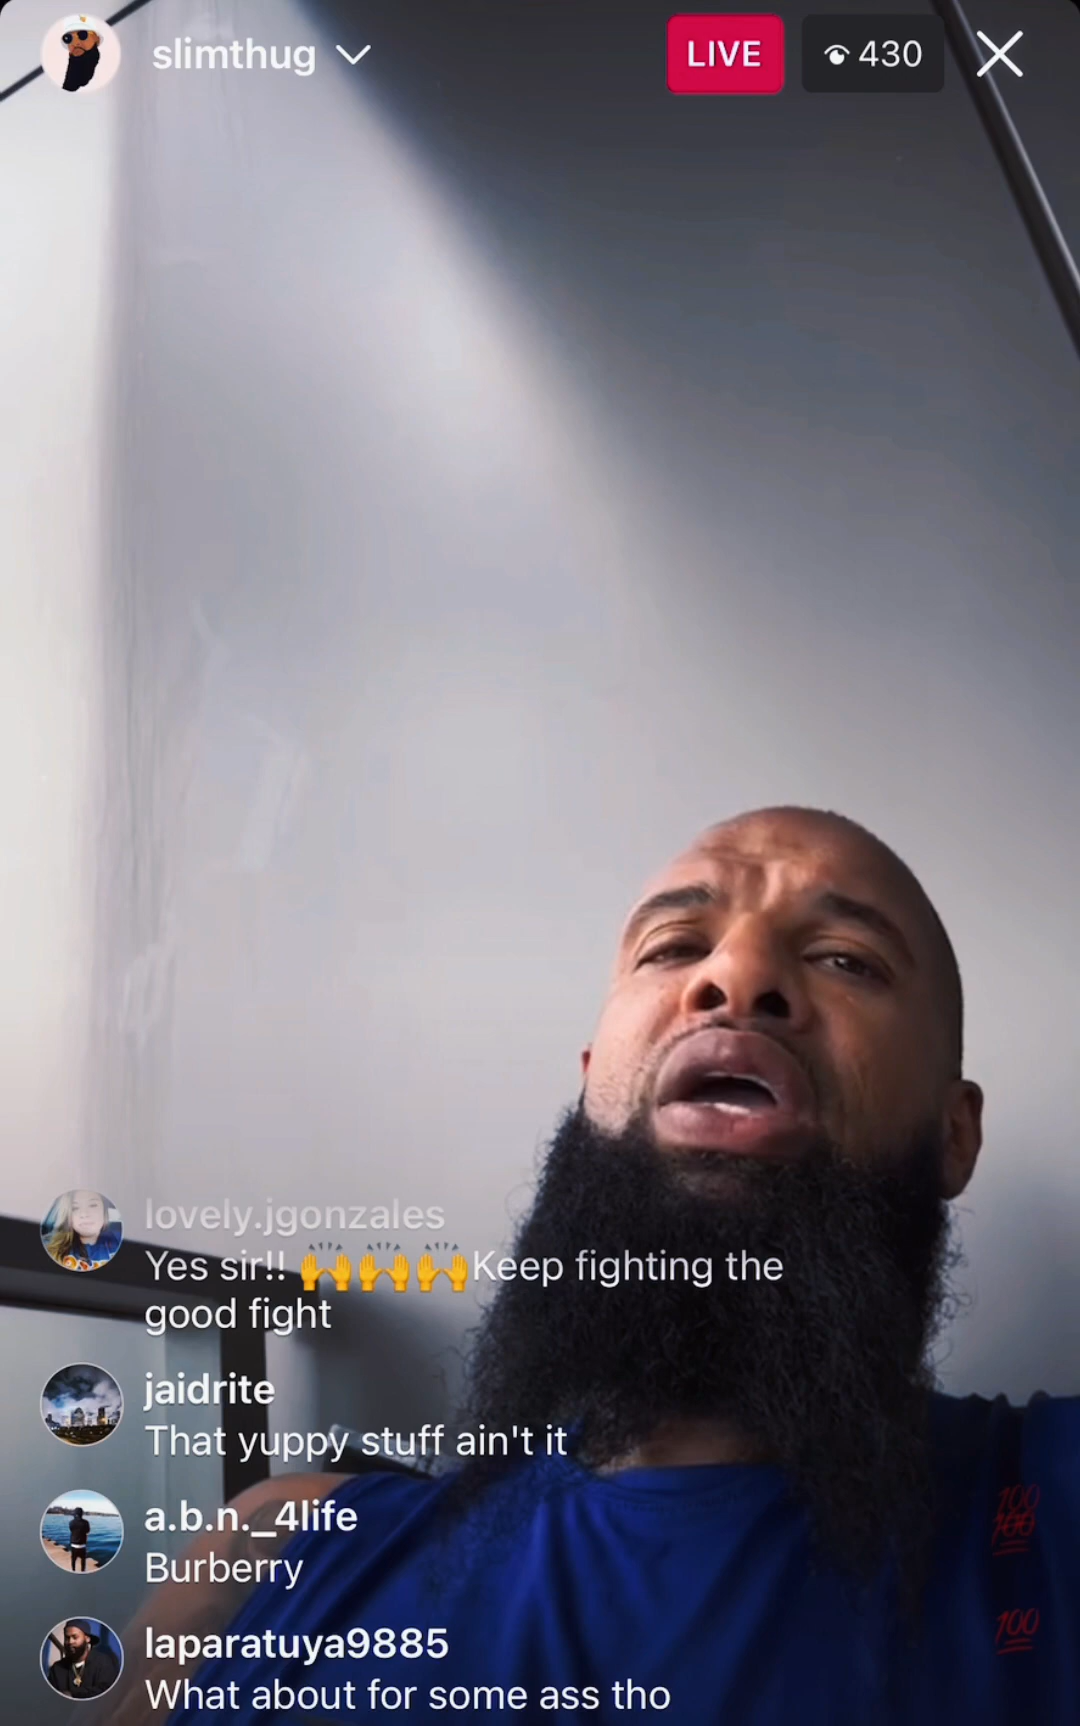 slimthug
LIVE
430
lovely.jgonzales
Yes sir!! 🙌🙌🙌Keep fighting the
good fight
jaidrite
That yuppy stuff ain't it
a.b.n._4life
Burberry
laparatuya9885
What about for some ass tho
💯
💯
💯